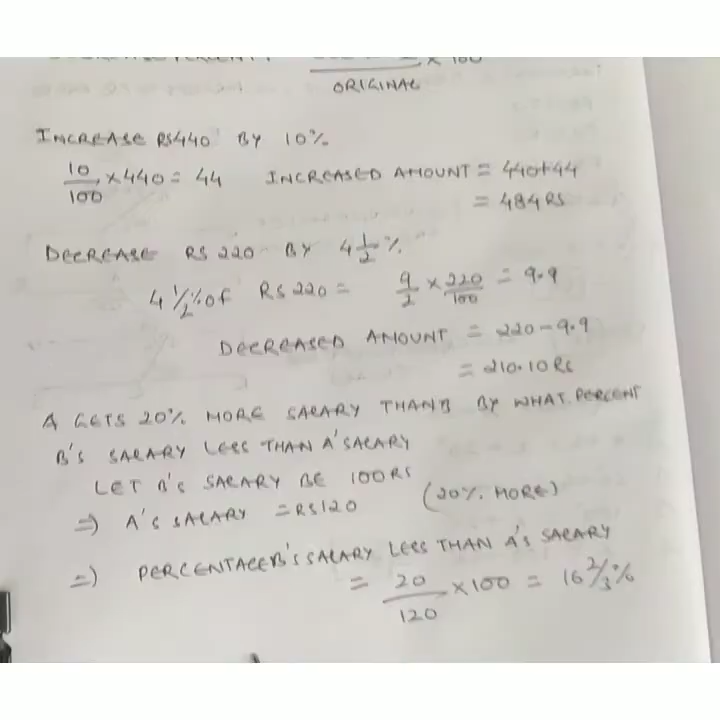 × 100
ORIGINAL
INCREASE RS440 BY 10%
10/100 × 440 = 44 INCREASED AMOUNT = 440+44
= 484 RS
DECREASE RS 220 BY 4 1/2 %
4 1/2 % OF RS 220 = 9/2 × 220/100 = 9.9
DECREASED AMOUNT = 220 - 9.9
= 210.10 RS
A GETS 20% MORE SALARY THAN B BY WHAT PERCENT
B'S SALARY LESS THAN A'SALARY
LET B'S SALARY BE 100 RS
=) A'S SALARY = RS120 (20% MORE)
=) PERCENTAGE B'S SALARY LESS THAN A'S SALARY
= 20/120 × 100 = 16 2/3 %